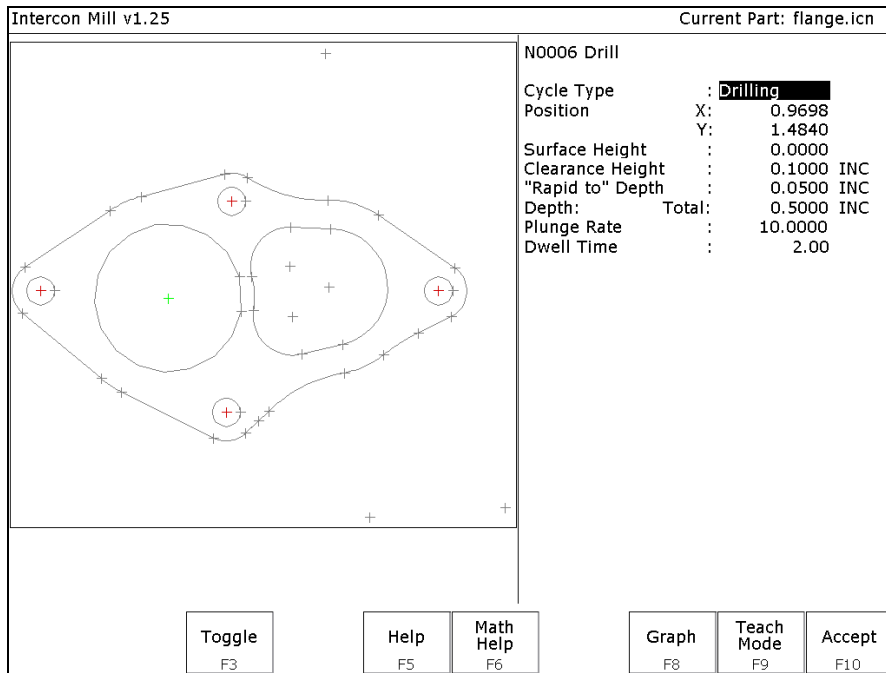 Intercon Mill v1.25 Current Part: flange.icn
N0006 Drill
Cycle Type : Drilling
Position X: 0.9698
Y: 1.4840
Surface Height : 0.0000
Clearance Height : 0.1000 INC
"Rapid to" Depth : 0.0500 INC
Depth: Total: 0.5000 INC
Plunge Rate : 10.0000
Dwell Time : 2.00
Toggle
F3
Help
F5
Math
Help
F6
Graph
F8
Teach
Mode
F9
Accept
F10